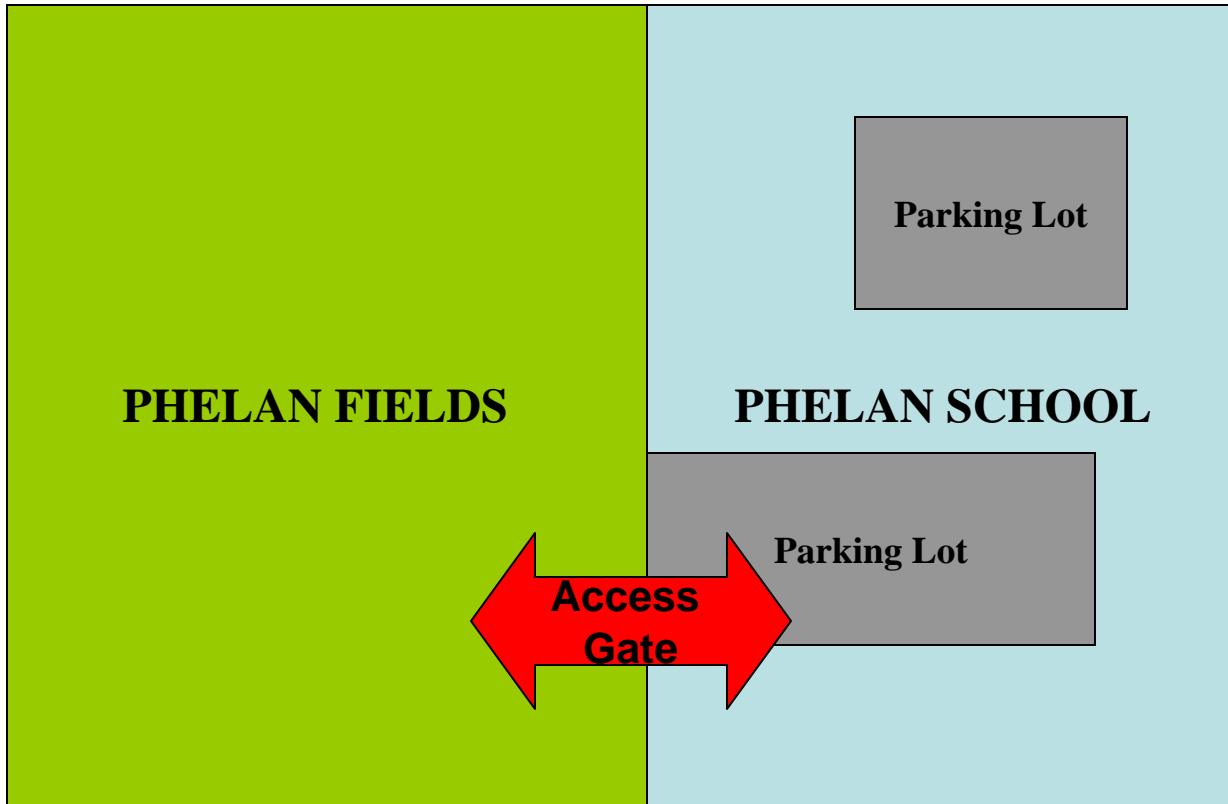 Parking Lot
PHELAN FIELDS
PHELAN SCHOOL
Parking Lot
Access
Gate